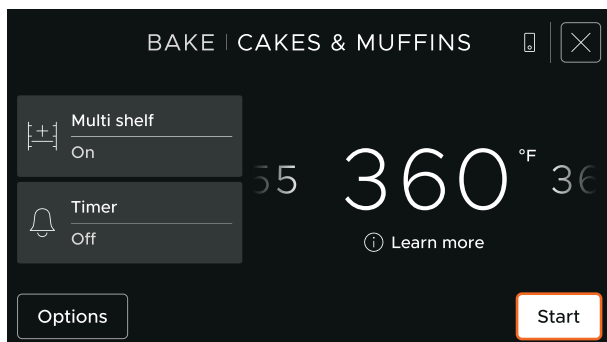 BAKE | CAKES & MUFFINS
Multi shelf
On
55 360 °F 36
Learn more
Timer
Off
Options
Start